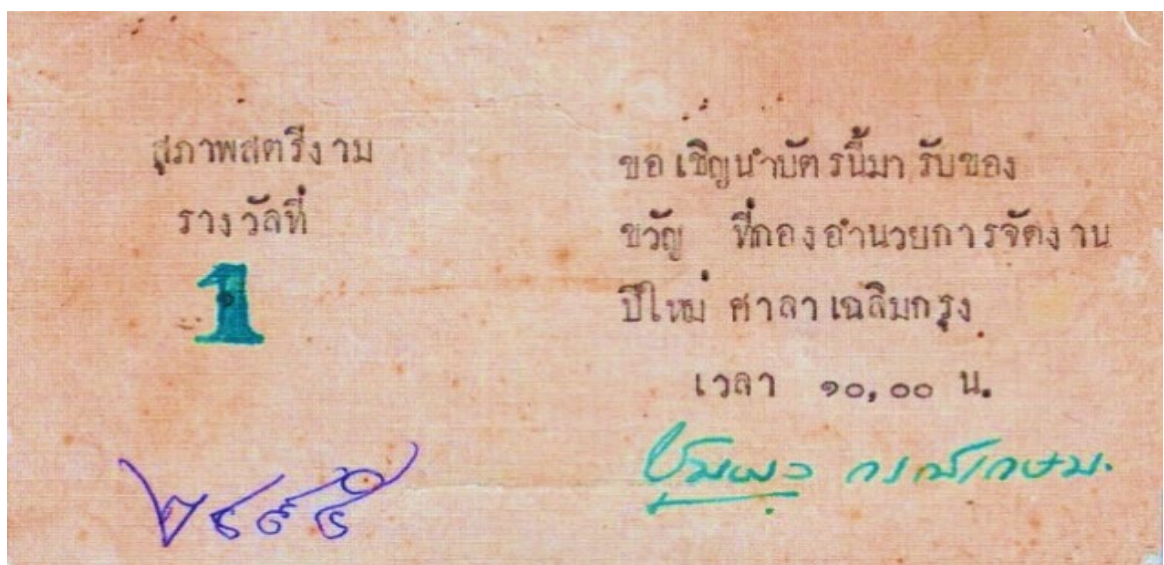 สุภาพสตรีงาม
รางวัลที่
1
ขอเชิญนำบัตรนี้มารับของ
ขวัญ ที่กองอำนวยการจัดงาน
ปีใหม่ ศาลาเฉลิมกรุง
เวลา ๑๐,๐๐ น.